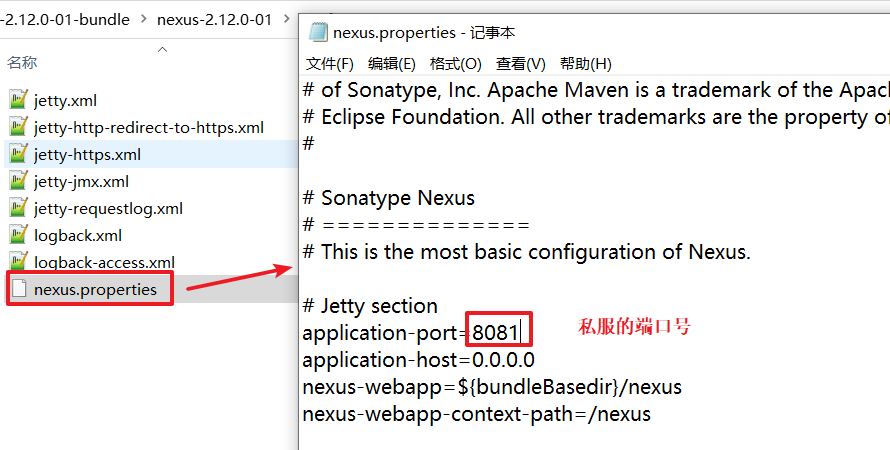 -2.12.0-01-bundle > nexus-2.12.0-01 >
名称
jetty.xml
jetty-http-redirect-to-https.xml
jetty-https.xml
jetty-jmx.xml
jetty-requestlog.xml
logback.xml
logback-access.xml
nexus.properties
nexus.properties - 记事本
文件(F) 编辑(E) 格式(O) 查看(V) 帮助(H)
# of Sonatype, Inc. Apache Maven is a trademark of the Apac
# Eclipse Foundation. All other trademarks are the property of
#
# Sonatype Nexus
# ==============
# This is the most basic configuration of Nexus.
# Jetty section
application-port=8081
私服的端口号
application-host=0.0.0.0
nexus-webapp=${bundleBasedir}/nexus
nexus-webapp-context-path=/nexus